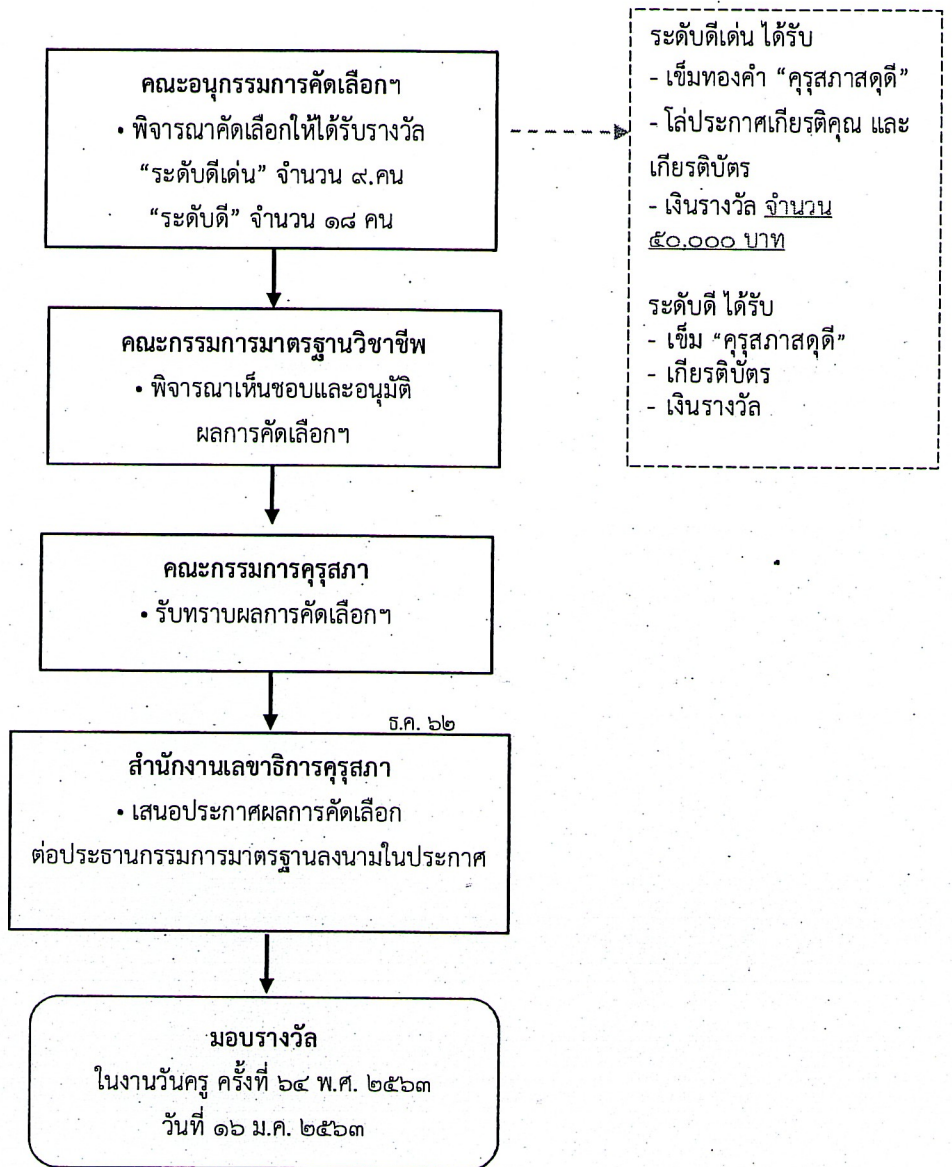 คณะอนุกรรมการคัดเลือกฯ
• พิจารณาคัดเลือกให้ได้รับรางวัล
“ระดับดีเด่น” จำนวน ๙.คน
“ระดับดี” จำนวน ๑๘ คน
ระดับดีเด่น ได้รับ
- เข็มทองคำ “คุรุสภาสดุดี”
- โล่ประกาศเกียรติคุณ และ
เกียรติบัตร
- เงินรางวัล จำนวน
๕๐,๐๐๐ บาท
ระดับดี ได้รับ
- เข็ม “คุรุสภาสดุดี”
- เกียรติบัตร
- เงินรางวัล
คณะกรรมการมาตรฐานวิชาชีพ
• พิจารณาเห็นชอบและอนุมัติ
ผลการคัดเลือกฯ
คณะกรรมการคุรุสภา
• รับทราบผลการคัดเลือกฯ
ธ.ค. ๖๒
สำนักงานเลขาธิการคุรุสภา
• เสนอประกาศผลการคัดเลือก
ต่อประธานกรรมการมาตรฐานลงนามในประกาศ
มอบรางวัล
ในงานวันครู ครั้งที่ ๖๔ พ.ศ. ๒๕๖๓
วันที่ ๑๖ ม.ค. ๒๕๖๓